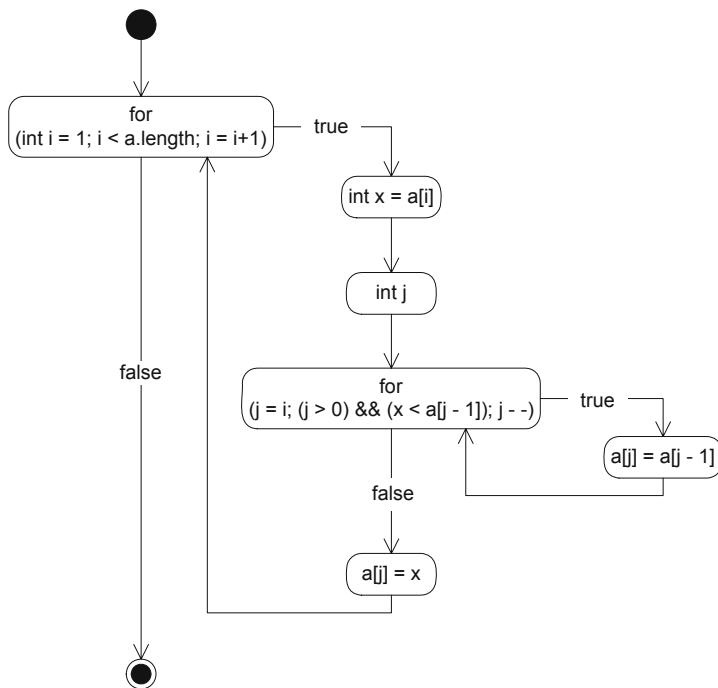 for
(int i = 1; i < a.length; i = i+1)
true
int x = a[i]
int j
false
for
(j = i; (j > 0) && (x < a[j - 1]); j - -)
true
a[j] = a[j - 1]
false
a[j] = x